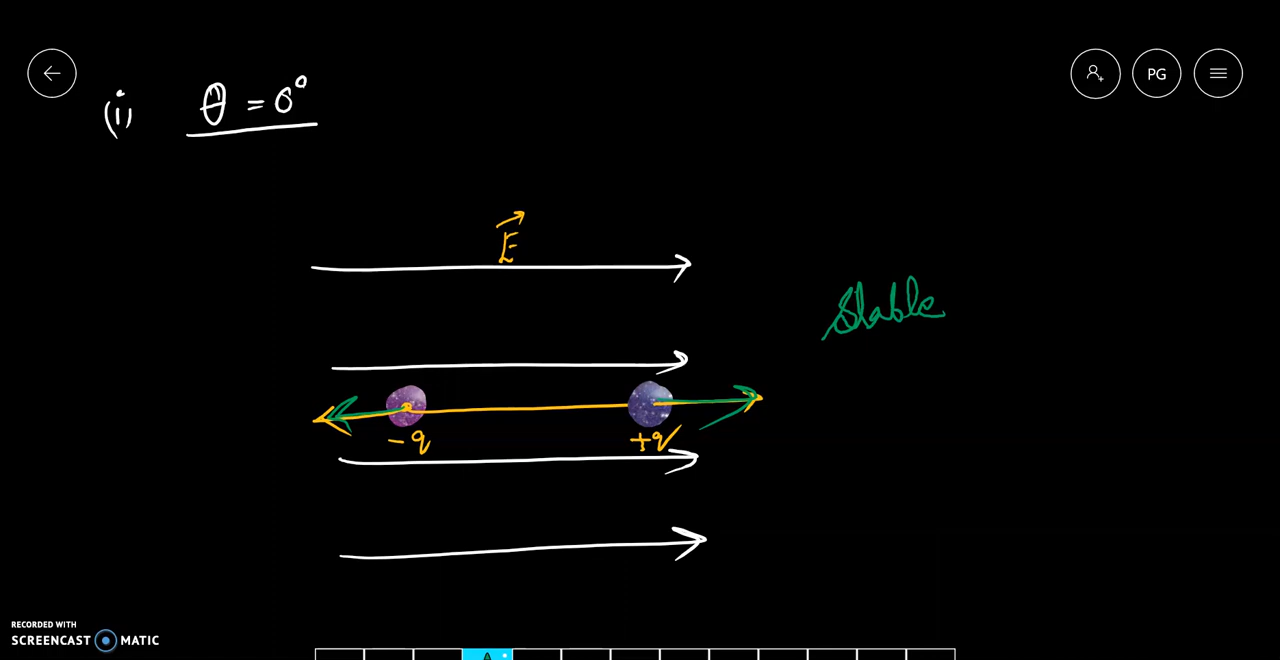 (i) θ = 0°
PG
E
Stable
-q
+q
RECORDED WITH
SCREENCAST MATIC